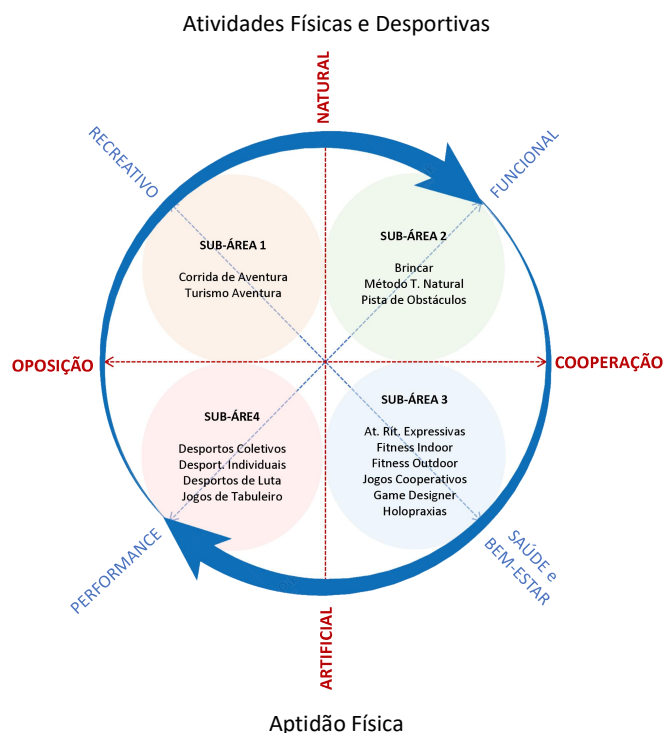 Atividades Físicas e Desportivas
NATURAL
RECREATIVO
FUNCIONAL
SUB-ÁREA 1
Corrida de Aventura
Turismo Aventura
SUB-ÁREA 2
Brincar
Método T. Natural
Pista de Obstáculos
OPOSIÇÃO
COOPERAÇÃO
SUB-ÁRE4
Desportos Coletivos
Desport. Individuais
Desportos de Luta
Jogos de Tabuleiro
SUB-ÁREA 3
At. Rít. Expressivas
Fitness Indoor
Fitness Outdoor
Jogos Cooperativos
Game Designer
Holopraxias
PERFORMANCE
SAÚDE e
BEM-ESTAR
ARTIFICIAL
Aptidão Física